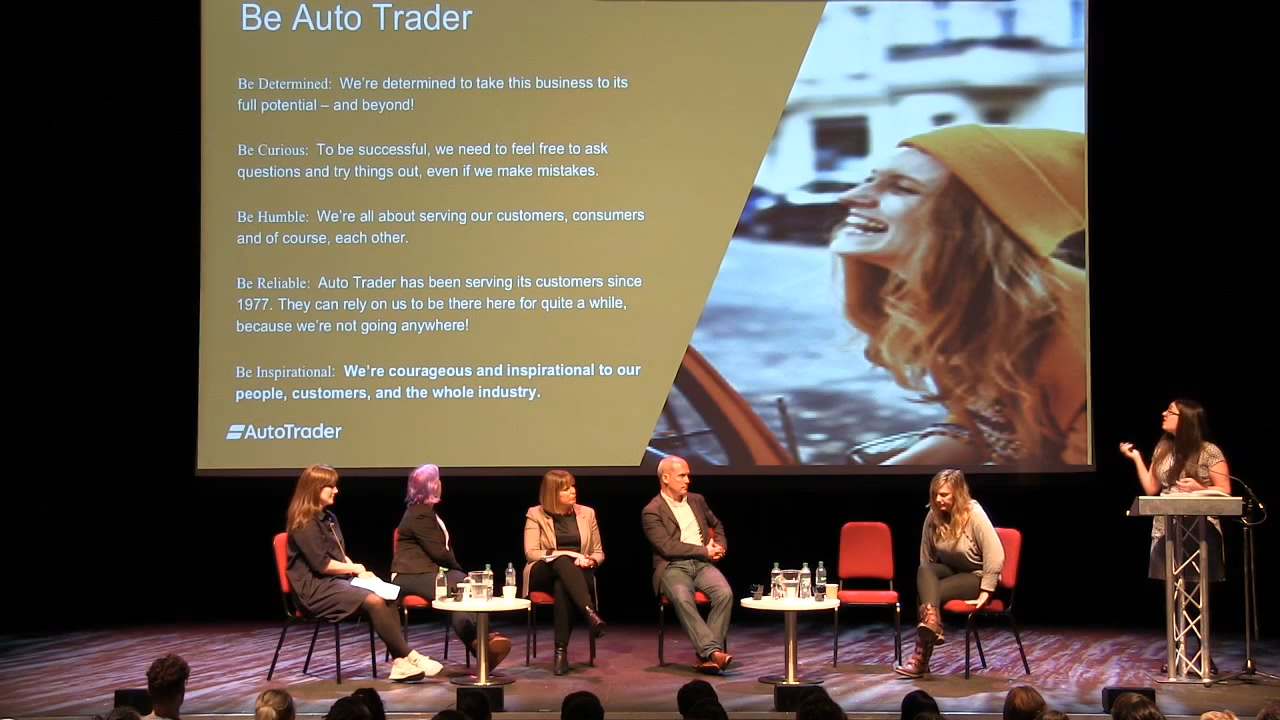 Be Auto Trader
Be Determined: We're determined to take this business to its
full potential – and beyond!
Be Curious: To be successful, we need to feel free to ask
questions and try things out, even if we make mistakes.
Be Humble: We're all about serving our customers, consumers
and of course, each other.
Be Reliable: Auto Trader has been serving its customers since
1977. They can rely on us to be there here for quite a while,
because we're not going anywhere!
Be Inspirational: We're courageous and inspirational to our
people, customers, and the whole industry.
AutoTrader